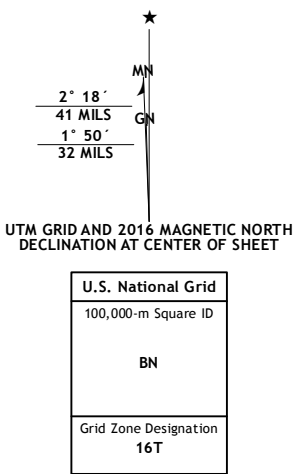 ★
MN
2° 18´
41 MILS
GN
1° 50´
32 MILS
UTM GRID AND 2016 MAGNETIC NORTH
DECLINATION AT CENTER OF SHEET
U.S. National Grid
100,000-m Square ID
BN
Grid Zone Designation
16T